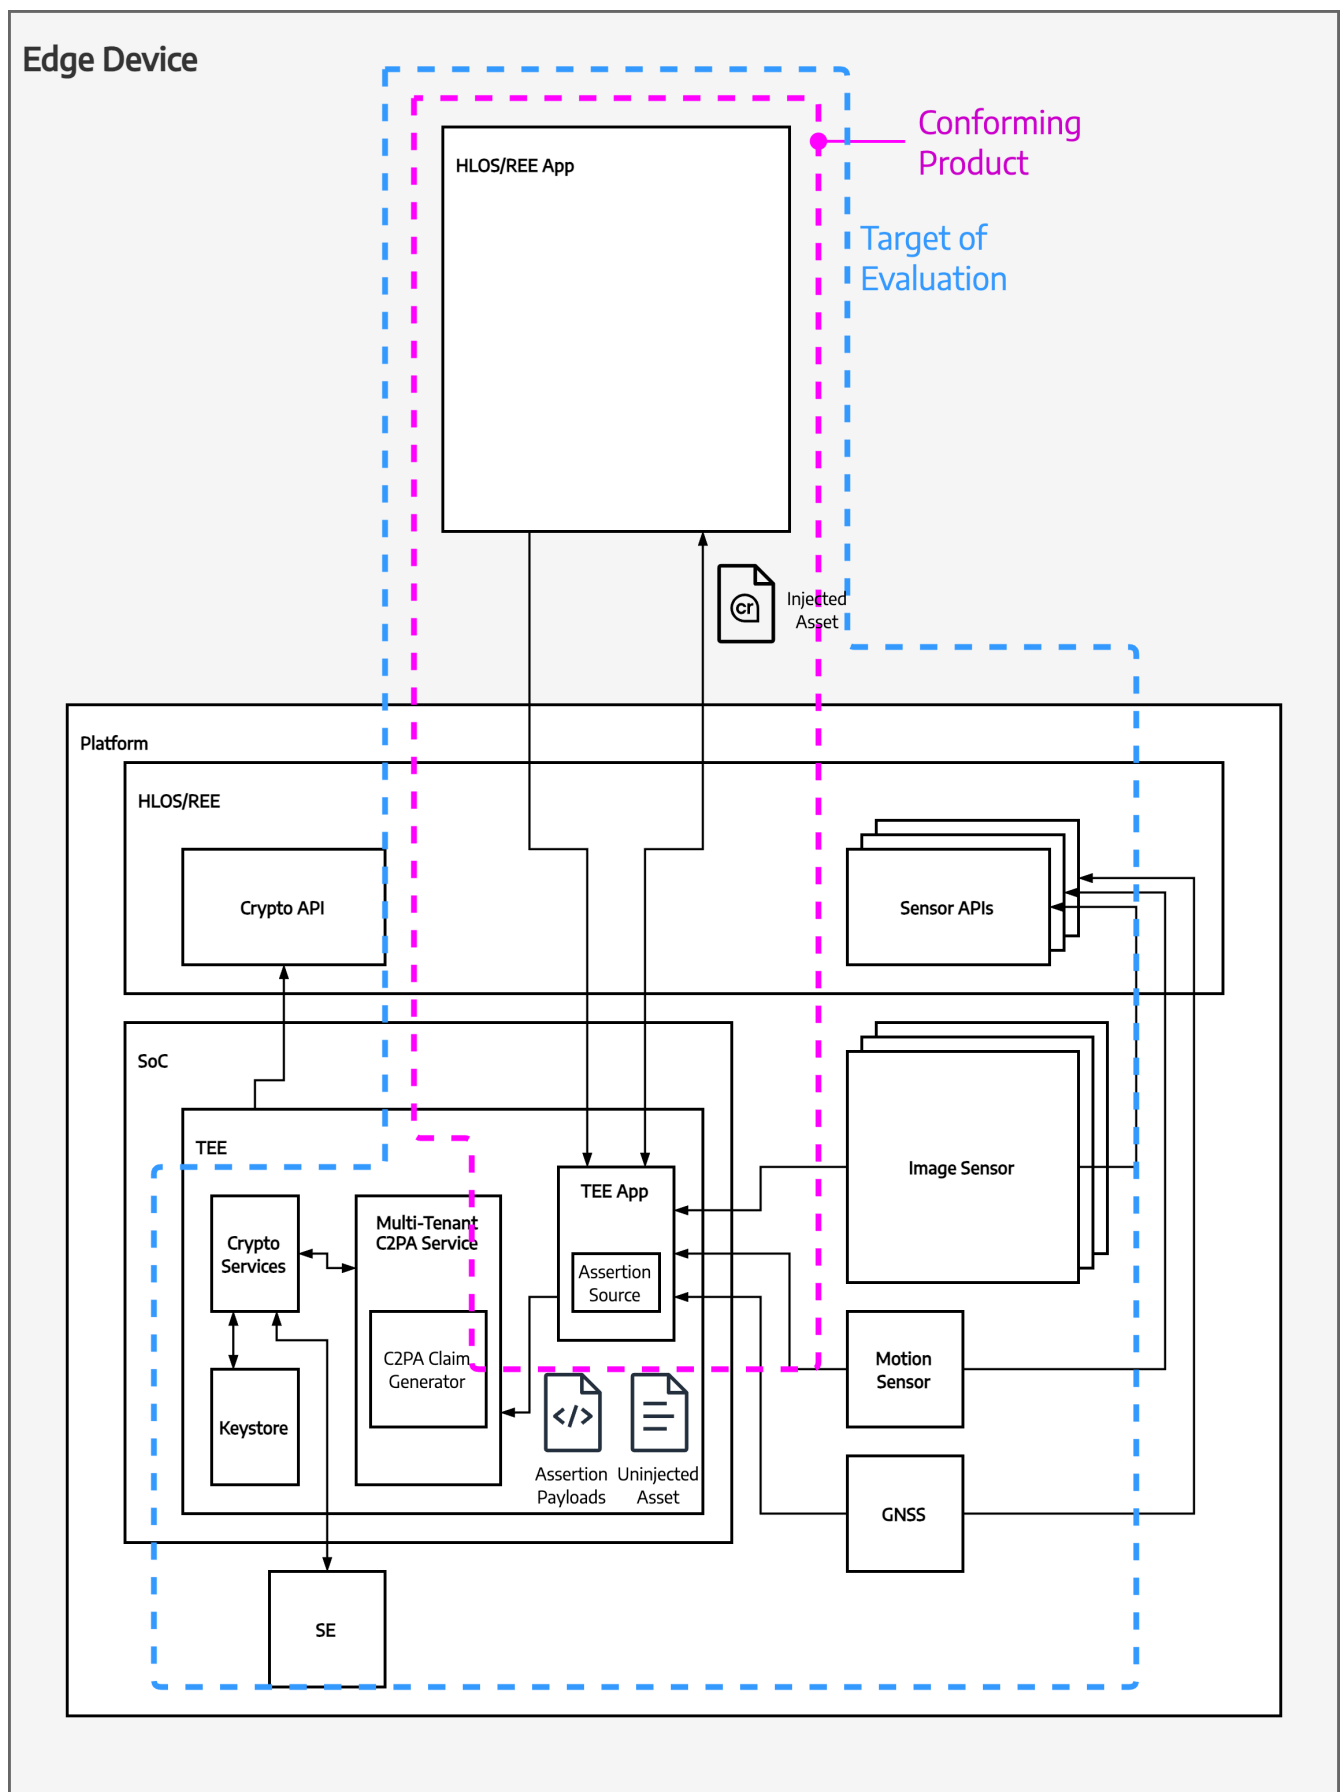 Edge Device
Conforming
Product
HLOS/REE App
Target of
Evaluation
cr
Injected
Asset
Platform
HLOS/REE
Crypto API
Sensor APIs
SoC
TEE
TEE App
Image Sensor
Multi-Tenant
C2PA Service
Crypto
Services
Assertion
Source
C2PA Claim
Generator
Motion
Sensor
Keystore
</>
Assertion
Payloads
Uninjected
Asset
GNSS
SE